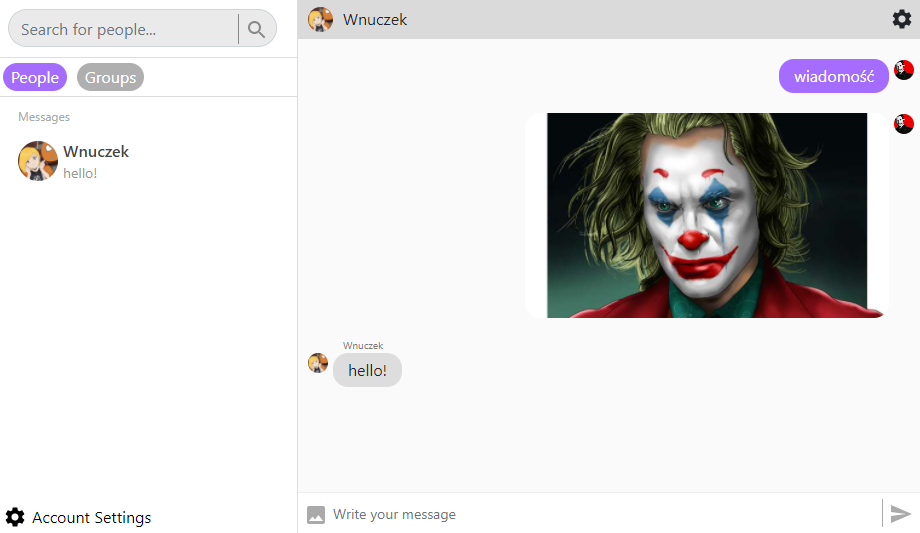 Search for people...
People
Groups
Messages
Wnuczek
hello!
Account Settings
Wnuczek
wiadomość
Wnuczek
hello!
Write your message